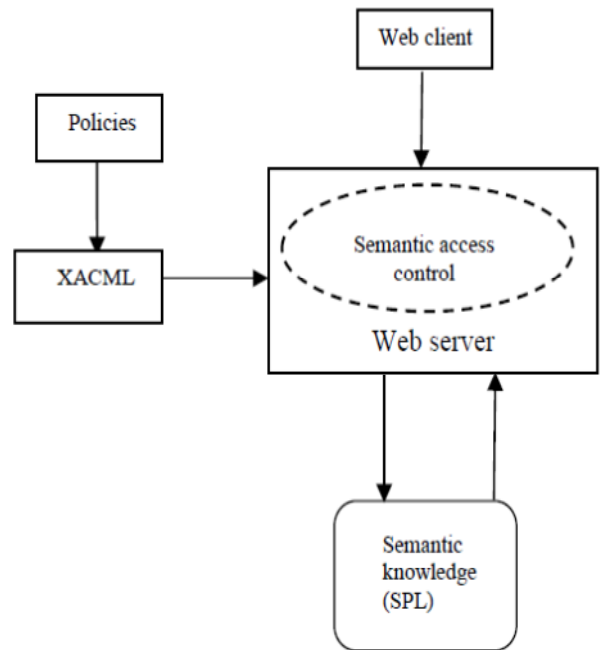 Web client
Policies
XACML
Semantic access
control
Web server
Semantic
knowledge
(SPL)